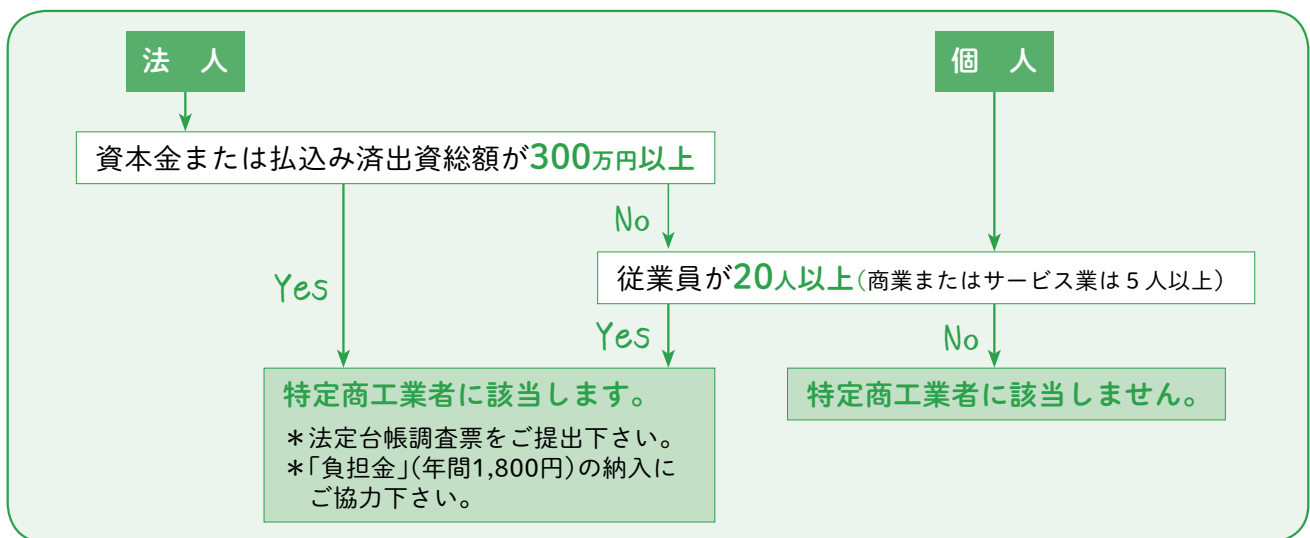 法　人
個　人
資本金または払込み済出資総額が300万円以上
No
従業員が20人以上（商業またはサービス業は５人以上）
Yes
Yes
No
特定商工業者に該当します。
＊法定台帳調査票をご提出下さい。
＊「負担金」（年間1,800円）の納入に
ご協力下さい。
特定商工業者に該当しません。